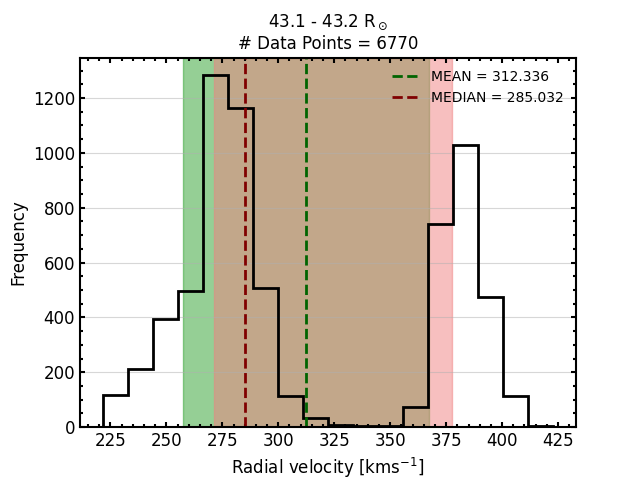 43.1 - 43.2 R⊙
# Data Points = 6770
MEAN = 312.336
MEDIAN = 285.032
Frequency
1200
1000
800
600
400
200
0
225 250 275 300 325 350 375 400 425
Radial velocity [kms⁻¹]